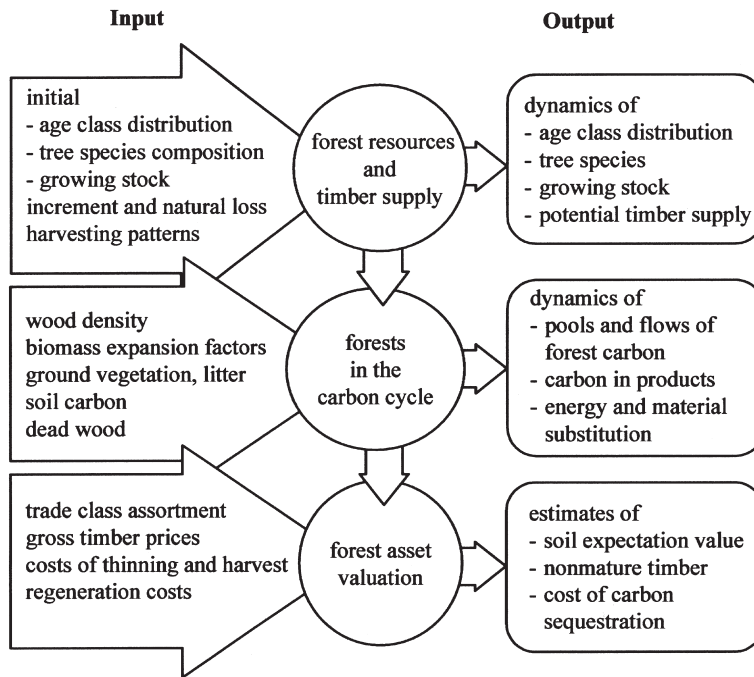 Input
Output
initial
- age class distribution
- tree species composition
- growing stock
increment and natural loss
harvesting patterns
forest resources
and
timber supply
dynamics of
- age class distribution
- tree species
- growing stock
- potential timber supply
wood density
biomass expansion factors
ground vegetation, litter
soil carbon
dead wood
forests
in the
carbon cycle
dynamics of
- pools and flows of
forest carbon
- carbon in products
- energy and material
substitution
trade class assortment
gross timber prices
costs of thinning and harvest
regeneration costs
forest asset
valuation
estimates of
- soil expectation value
- nonmature timber
- cost of carbon
sequestration